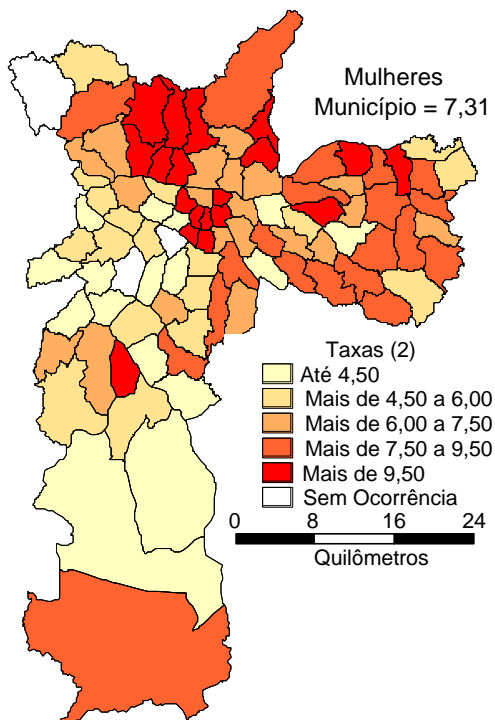 Mulheres
Município = 7,31
Taxas (2)
Até 4,50
Mais de 4,50 a 6,00
Mais de 6,00 a 7,50
Mais de 7,50 a 9,50
Mais de 9,50
Sem Ocorrência
0 8 16 24
Quilômetros